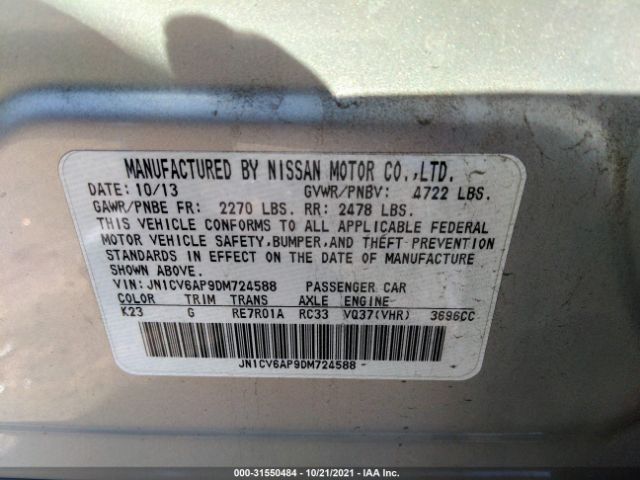 MANUFACTURED BY NISSAN MOTOR CO.,LTD.
DATE: 10/13 GVWR/PNBV: 4722 LBS.
GAWR/PNBE FR: 2270 LBS. RR: 2478 LBS.
THIS VEHICLE CONFORMS TO ALL APPLICABLE FEDERAL
MOTOR VEHICLE SAFETY,BUMPER,AND THEFT PREVENTION
STANDARDS IN EFFECT ON THE DATE OF MANUFACTURE
SHOWN ABOVE.
VIN: JN1CV6AP9DM724588 PASSENGER CAR
COLOR TRIM TRANS AXLE ENGINE
K23 G RE7R01A RC33 VQ37(VHR) 3696CC
JN1CV6AP9DM724588
000-31550484 - 10/21/2021 - IAA Inc.